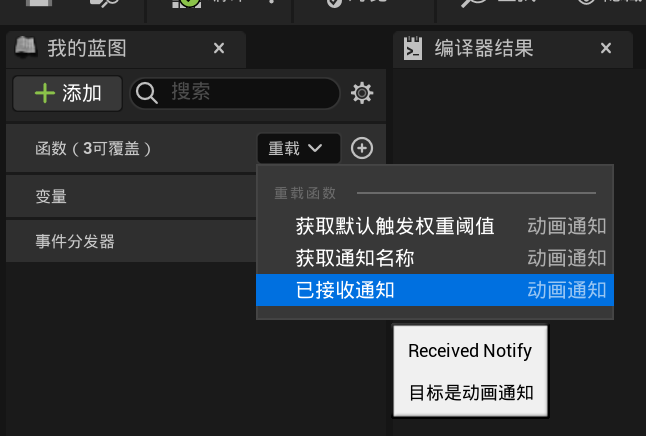 我的蓝图
编译器结果
添加
搜索
函数（3可覆盖）
重载
变量
事件分发器
重载函数
获取默认触发权重阈值 动画通知
获取通知名称 动画通知
已接收通知 动画通知
Received Notify
目标是动画通知